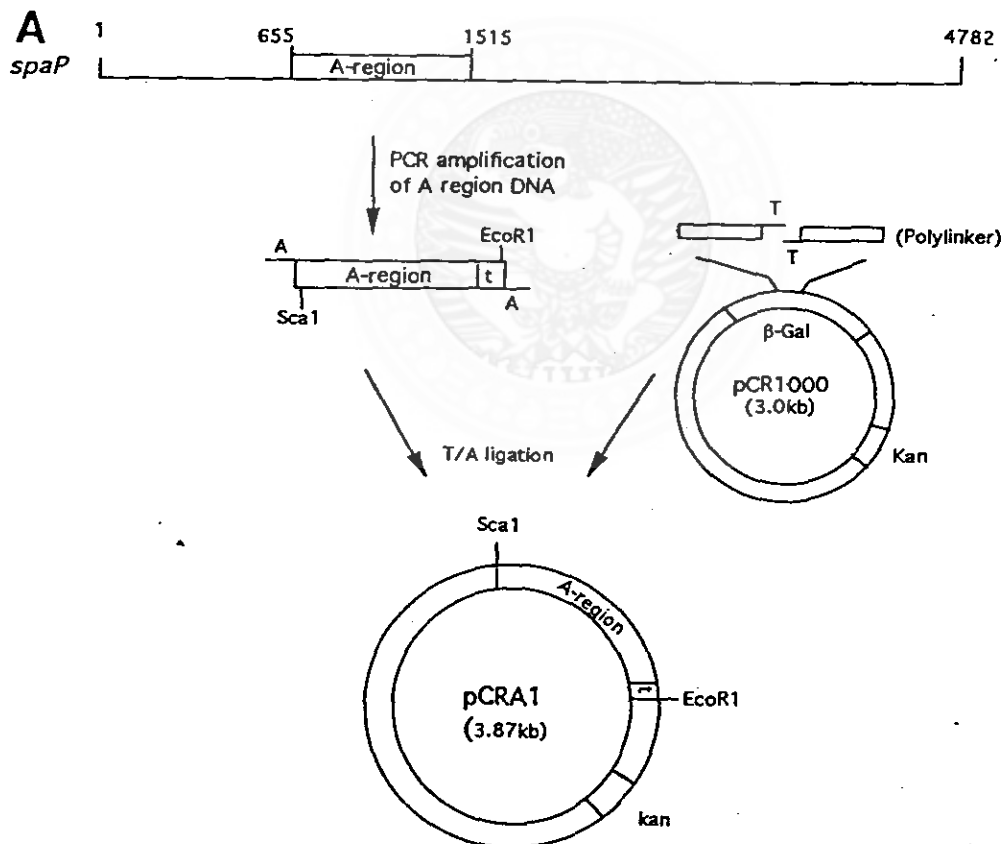 A
1
655
1515
4782
spaP
A-region
PCR amplification
of A region DNA
T
EcoR1
(Polylinker)
A
T
A-region
t
A
Sca1
β-Gal
pCR1000
(3.0kb)
T/A ligation
Kan
Sca1
A-region
t
EcoR1
pCRA1
(3.87kb)
kan